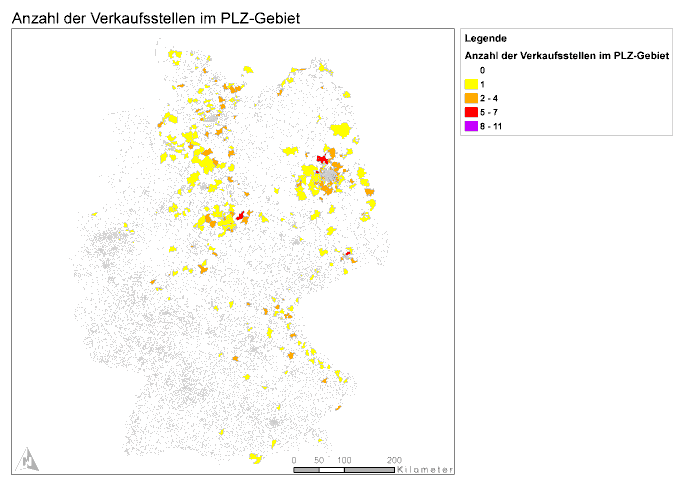 Anzahl der Verkaufsstellen im PLZ-Gebiet
Legende
Anzahl der Verkaufsstellen im PLZ-Gebiet
0
1
2 - 4
5 - 7
8 - 11
0 50 100 200
Kilometer